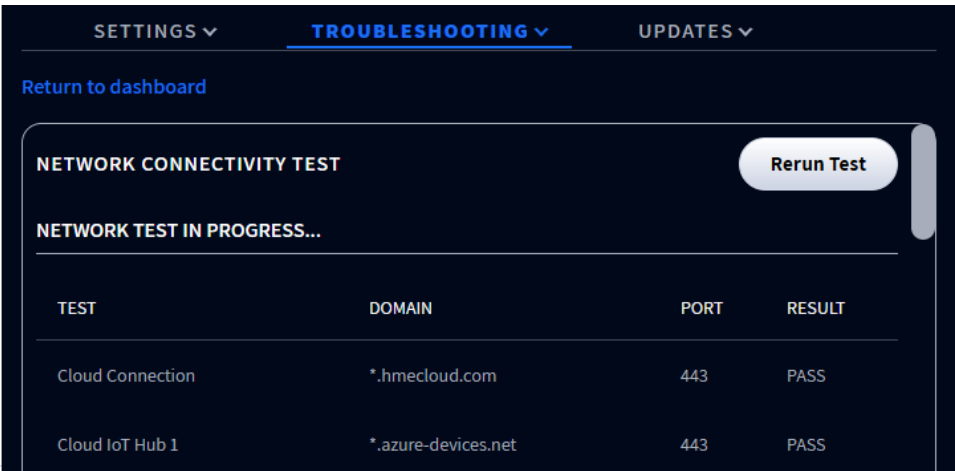 SETTINGS TROUBLESHOOTING UPDATES
Return to dashboard
NETWORK CONNECTIVITY TEST Rerun Test
NETWORK TEST IN PROGRESS...
TEST DOMAIN PORT RESULT
Cloud Connection *.hmecloud.com 443 PASS
Cloud IoT Hub 1 *.azure-devices.net 443 PASS